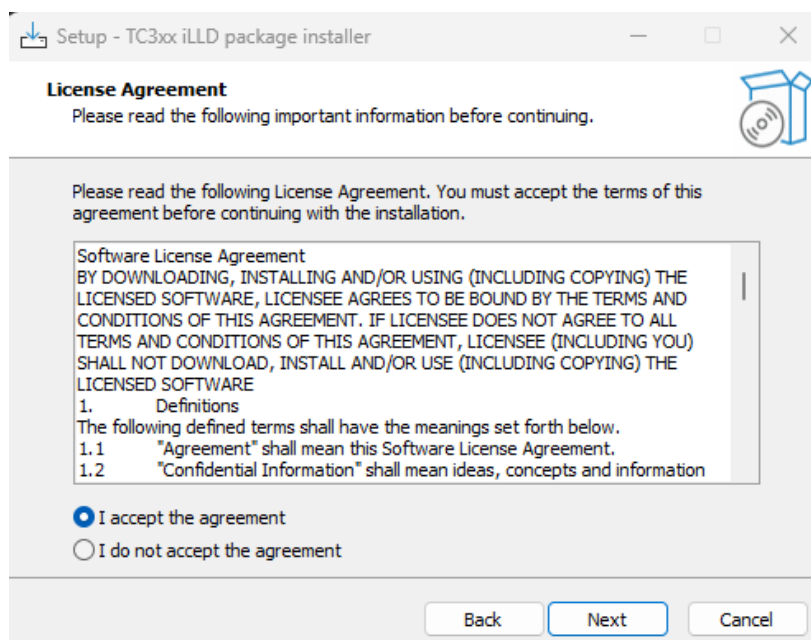 Setup - TC3xx iLLD package installer
License Agreement
Please read the following important information before continuing.
Please read the following License Agreement. You must accept the terms of this
agreement before continuing with the installation.
Software License Agreement
BY DOWNLOADING, INSTALLING AND/OR USING (INCLUDING COPYING) THE
LICENSED SOFTWARE, LICENSEE AGREES TO BE BOUND BY THE TERMS AND
CONDITIONS OF THIS AGREEMENT. IF LICENSEE DOES NOT AGREE TO ALL
TERMS AND CONDITIONS OF THIS AGREEMENT, LICENSEE (INCLUDING YOU)
SHALL NOT DOWNLOAD, INSTALL AND/OR USE (INCLUDING COPYING) THE
LICENSED SOFTWARE
1. Definitions
The following defined terms shall have the meanings set forth below.
1.1 "Agreement" shall mean this Software License Agreement.
1.2 "Confidential Information" shall mean ideas, concepts and information
I accept the agreement
I do not accept the agreement
Back Next Cancel